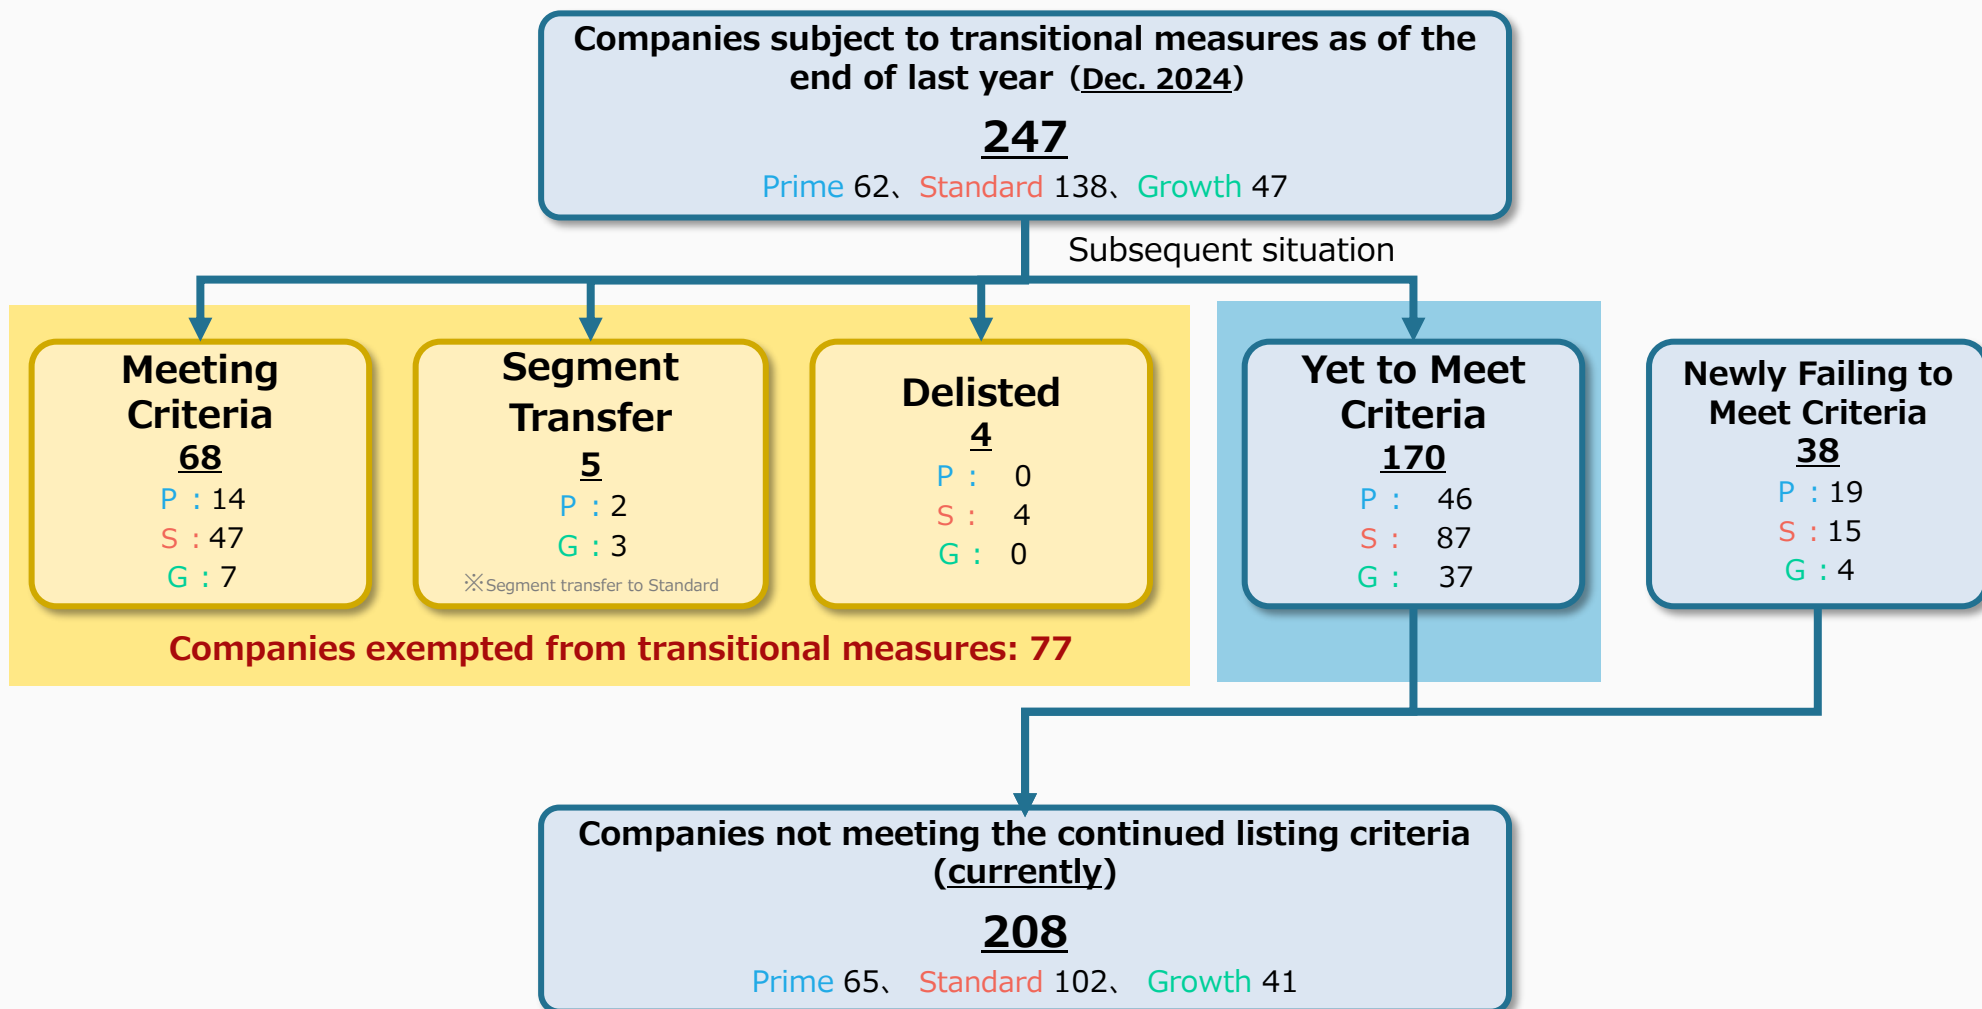 Companies subject to transitional measures as of the
end of last year（Dec. 2024）
247
Prime 62、Standard 138、Growth 47
Subsequent situation
Meeting
Criteria
68
P：14
S：47
G：7
Segment
Transfer
5
P：2
G：3
※Segment transfer to Standard
Delisted
4
P： 0
S： 4
G： 0
Companies exempted from transitional measures: 77
Yet to Meet
Criteria
170
P： 46
S： 87
G： 37
Newly Failing to
Meet Criteria
38
P：19
S：15
G：4
Companies not meeting the continued listing criteria
(currently)
208
Prime 65、 Standard 102、 Growth 41